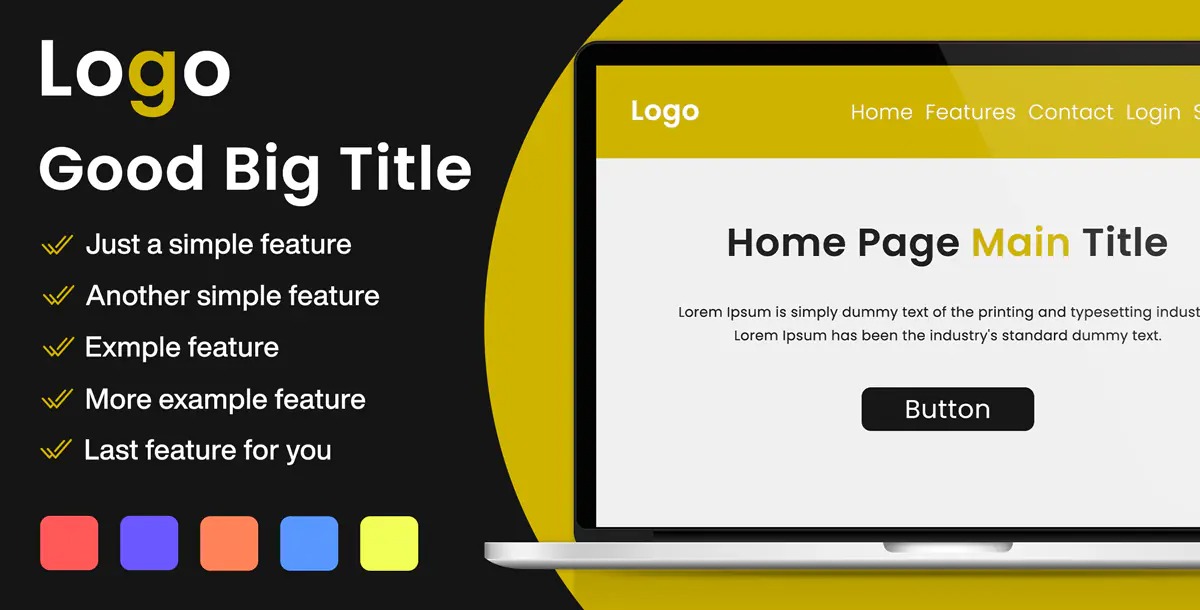 Logo
Good Big Title
Just a simple feature
Another simple feature
Exmple feature
More example feature
Last feature for you
Logo
Home Features Contact Login
Home Page Main Title
Lorem Ipsum is simply dummy text of the printing and typesetting
Lorem Ipsum has been the industry's standard dummy text.
Button